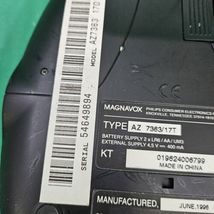 MODEL AZ7363 17D
SERIAL 54649894
MAGNAVOX
PHILIPS CONSUMER ELECTRONICS
KNOXVILLE, TENNESSEE
TYPE AZ 7363/17T
BATTERY SUPPLY 2 x LR6 / AA / UM3
EXTERNAL SUPPLY 4,5 V 400 mA
KT
019624006799
MADE IN CHINA
MANUFACTURED, JUNE,1996